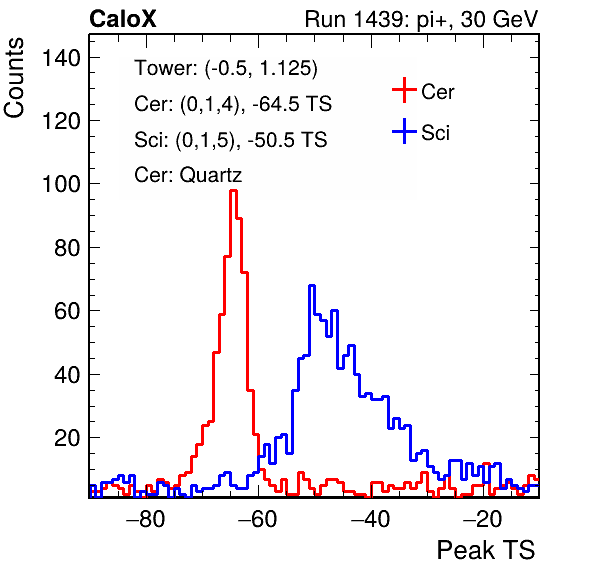 CaloX Run 1439: pi+, 30 GeV
Counts
140
120
100
80
60
40
20
Tower: (-0.5, 1.125)
Cer: (0,1,4), -64.5 TS
Sci: (0,1,5), -50.5 TS
Cer: Quartz
Cer
Sci
−80 −60 −40 −20
Peak TS